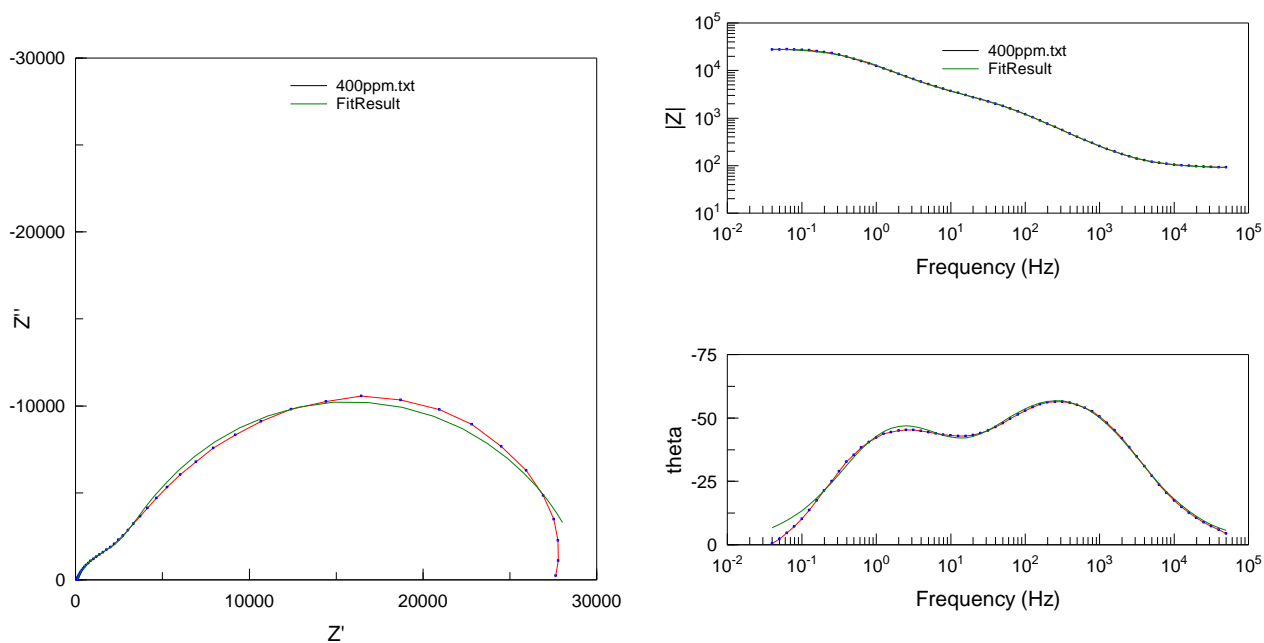 -30000
-20000
-10000
0
0 10000 20000 30000
Z''
Z'
400ppm.txt
FitResult
10^5
10^4
10^3
10^2
10^1
10^-2 10^-1 10^0 10^1 10^2 10^3 10^4 10^5
|Z|
Frequency (Hz)
400ppm.txt
FitResult
-75
-50
-25
0
10^-2 10^-1 10^0 10^1 10^2 10^3 10^4 10^5
theta
Frequency (Hz)